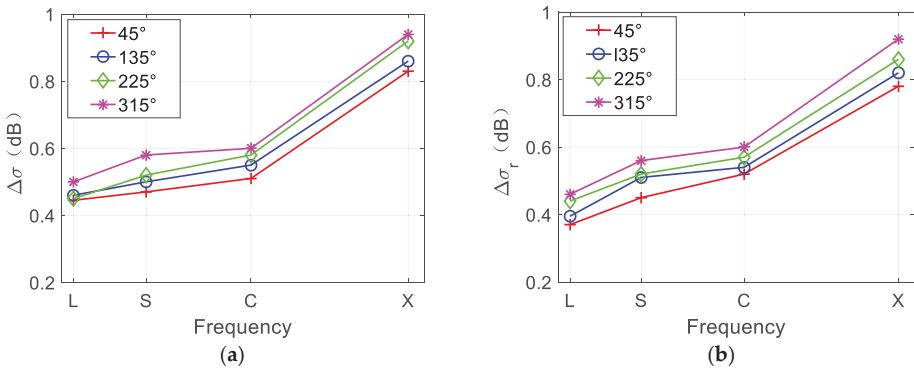 1
0.8
0.6
0.4
0.2
Δσ（dB）
45°
135°
225°
315°
L S C X
Frequency
(a)
1
0.8
0.6
0.4
0.2
Δσr（dB）
45°
I35°
225°
315°
L S C X
Frequency
(b)